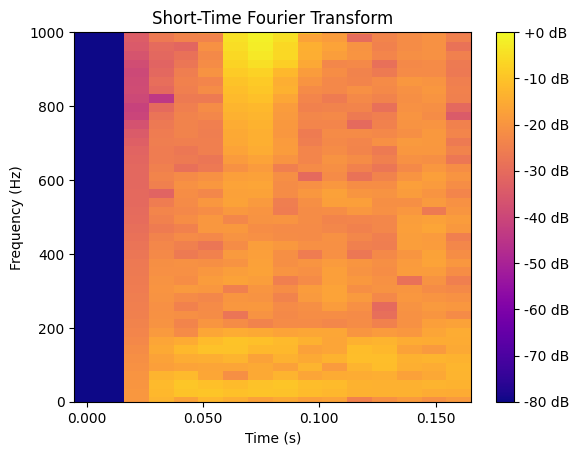 Short-Time Fourier Transform
1000
800
600
400
200
0
Frequency (Hz)
0.000
0.050
0.100
0.150
Time (s)
+0 dB
-10 dB
-20 dB
-30 dB
-40 dB
-50 dB
-60 dB
-70 dB
-80 dB